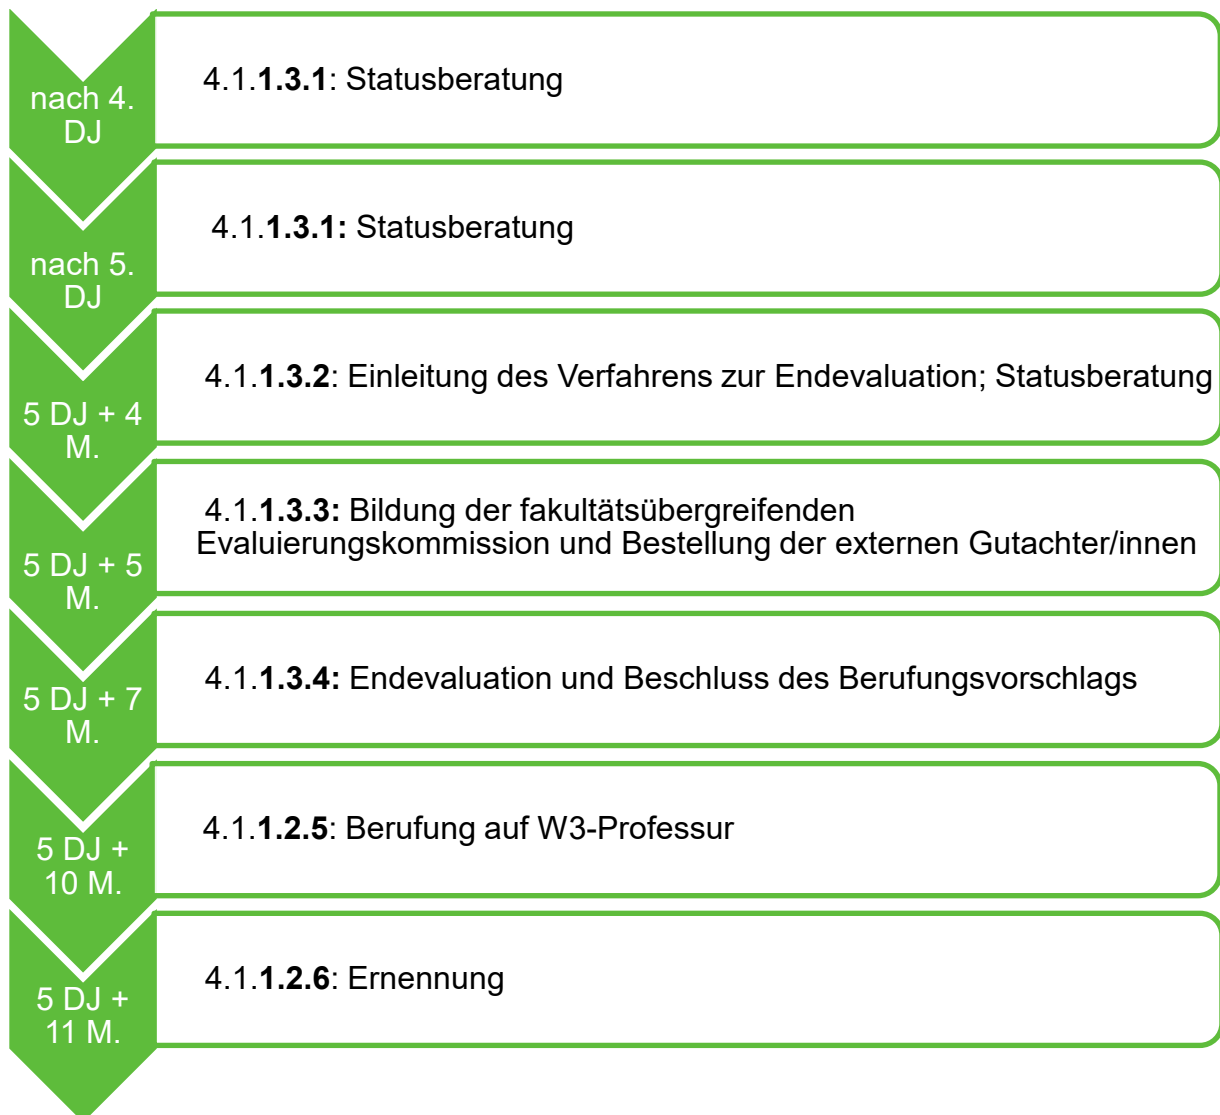 nach 4.
DJ
4.1.1.3.1: Statusberatung
nach 5.
DJ
4.1.1.3.1: Statusberatung
5 DJ + 4
M.
4.1.1.3.2: Einleitung des Verfahrens zur Endevaluation; Statusberatung
5 DJ + 5
M.
4.1.1.3.3: Bildung der fakultätsübergreifenden
Evaluierungskommission und Bestellung der externen Gutachter/innen
5 DJ + 7
M.
4.1.1.3.4: Endevaluation und Beschluss des Berufungsvorschlags
5 DJ +
10 M.
4.1.1.2.5: Berufung auf W3-Professur
5 DJ +
11 M.
4.1.1.2.6: Ernennung